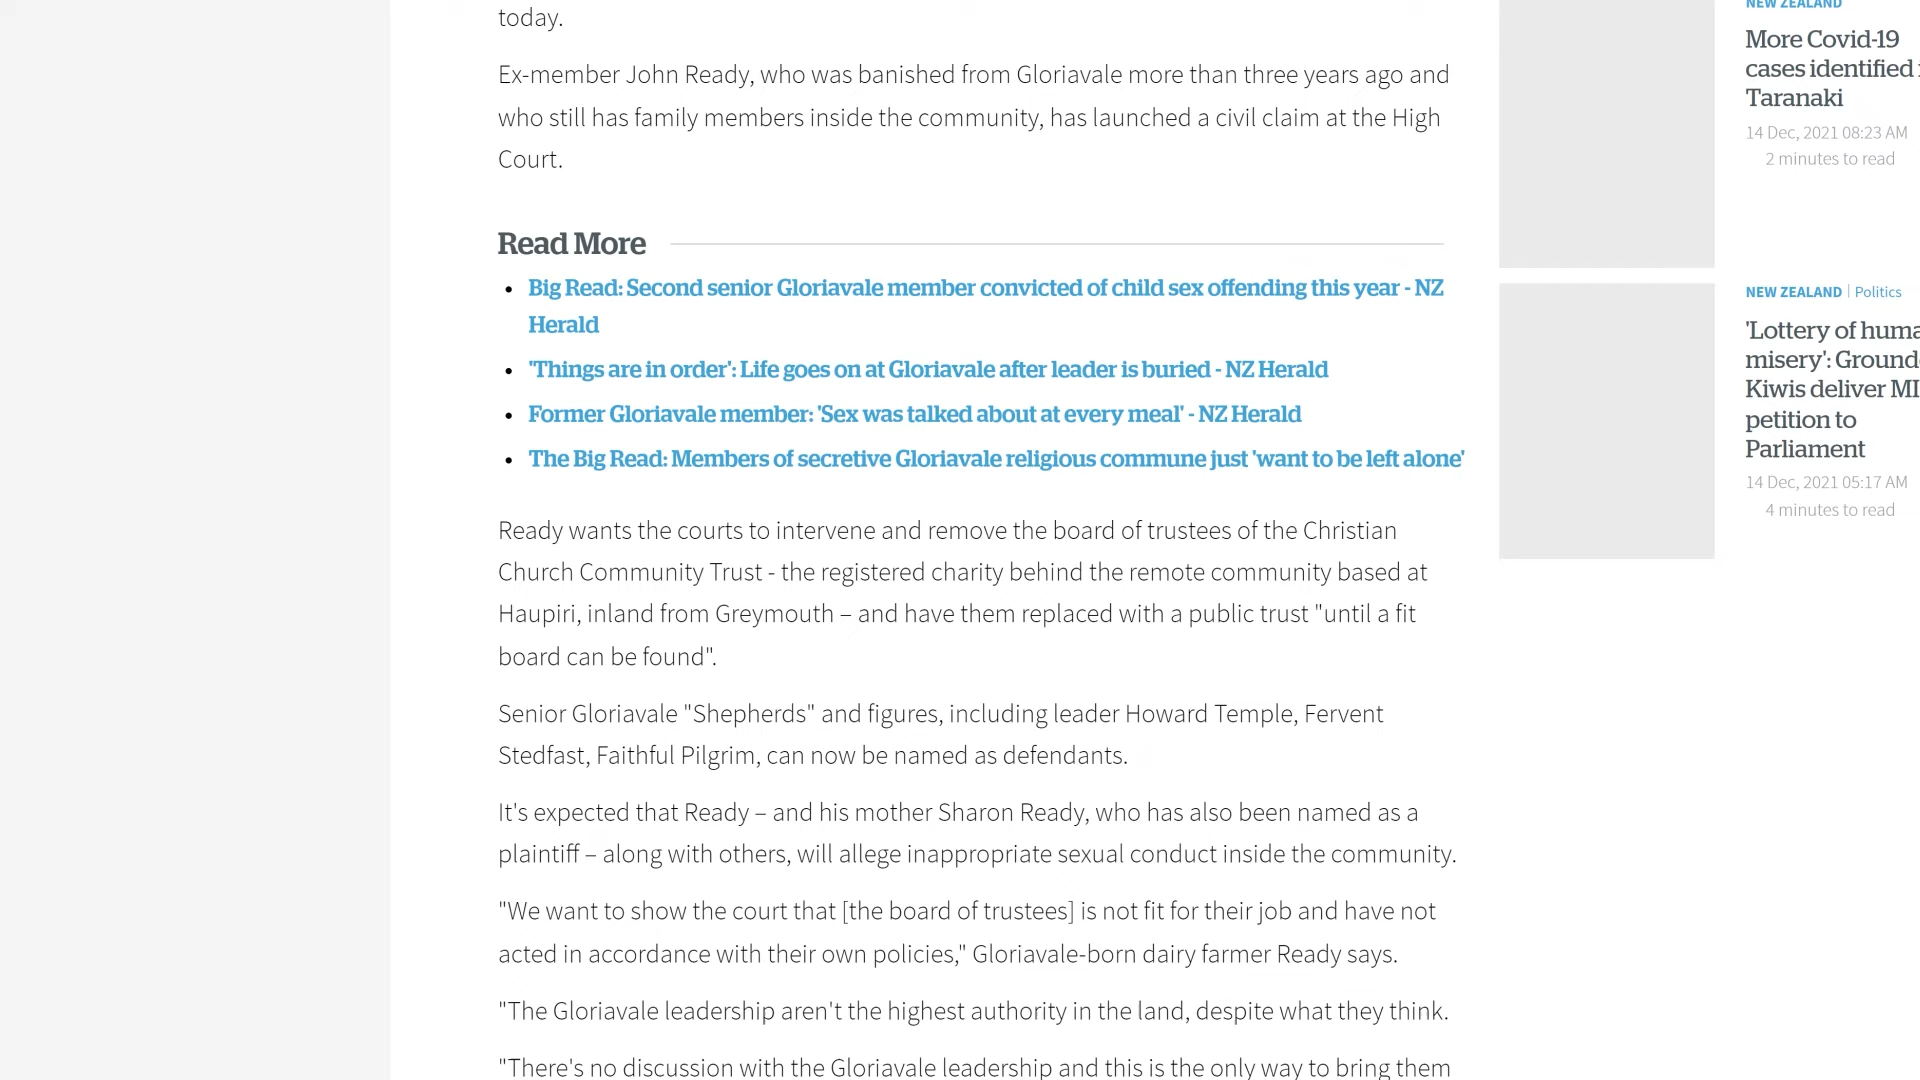 today.
Ex-member John Ready, who was banished from Gloriavale more than three years ago and
who still has family members inside the community, has launched a civil claim at the High
Court.
Read More
• Big Read: Second senior Gloriavale member convicted of child sex offending this year - NZ
Herald
• 'Things are in order': Life goes on at Gloriavale after leader is buried - NZ Herald
• Former Gloriavale member: 'Sex was talked about at every meal' - NZ Herald
• The Big Read: Members of secretive Gloriavale religious commune just 'want to be left alone'
Ready wants the courts to intervene and remove the board of trustees of the Christian
Church Community Trust - the registered charity behind the remote community based at
Haupiri, inland from Greymouth – and have them replaced with a public trust "until a fit
board can be found".
Senior Gloriavale "Shepherds" and figures, including leader Howard Temple, Fervent
Stedfast, Faithful Pilgrim, can now be named as defendants.
It's expected that Ready – and his mother Sharon Ready, who has also been named as a
plaintiff – along with others, will allege inappropriate sexual conduct inside the community.
"We want to show the court that [the board of trustees] is not fit for their job and have not
acted in accordance with their own policies," Gloriavale-born dairy farmer Ready says.
"The Gloriavale leadership aren't the highest authority in the land, despite what they think.
"There's no discussion with the Gloriavale leadership and this is the only way to bring them
NEW ZEALAND
More Covid-19
cases identified
Taranaki
14 Dec, 2021 08:23 AM
2 minutes to read
NEW ZEALAND | Politics
'Lottery of huma
misery': Ground
Kiwis deliver
petition to
Parliament
14 Dec, 2021 05:17 AM
4 minutes to read